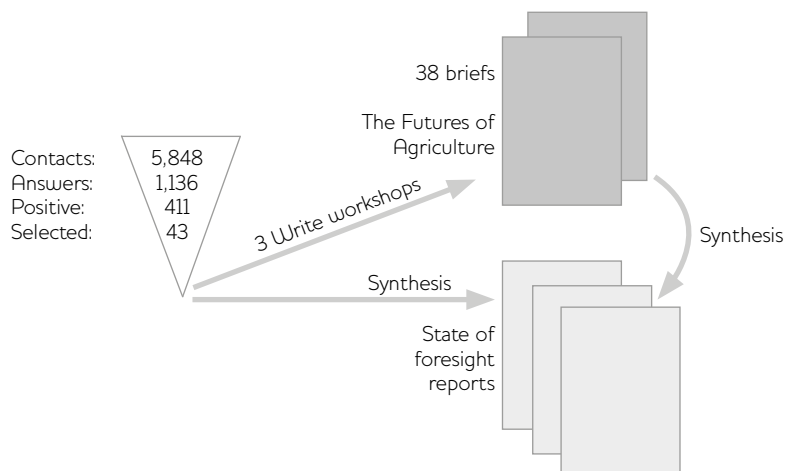 38 briefs
The Futures of
Agriculture
Contacts: 5,848
Answers: 1,136
Positive: 411
Selected: 43
3 Write workshops
Synthesis
Synthesis
State of
foresight
reports